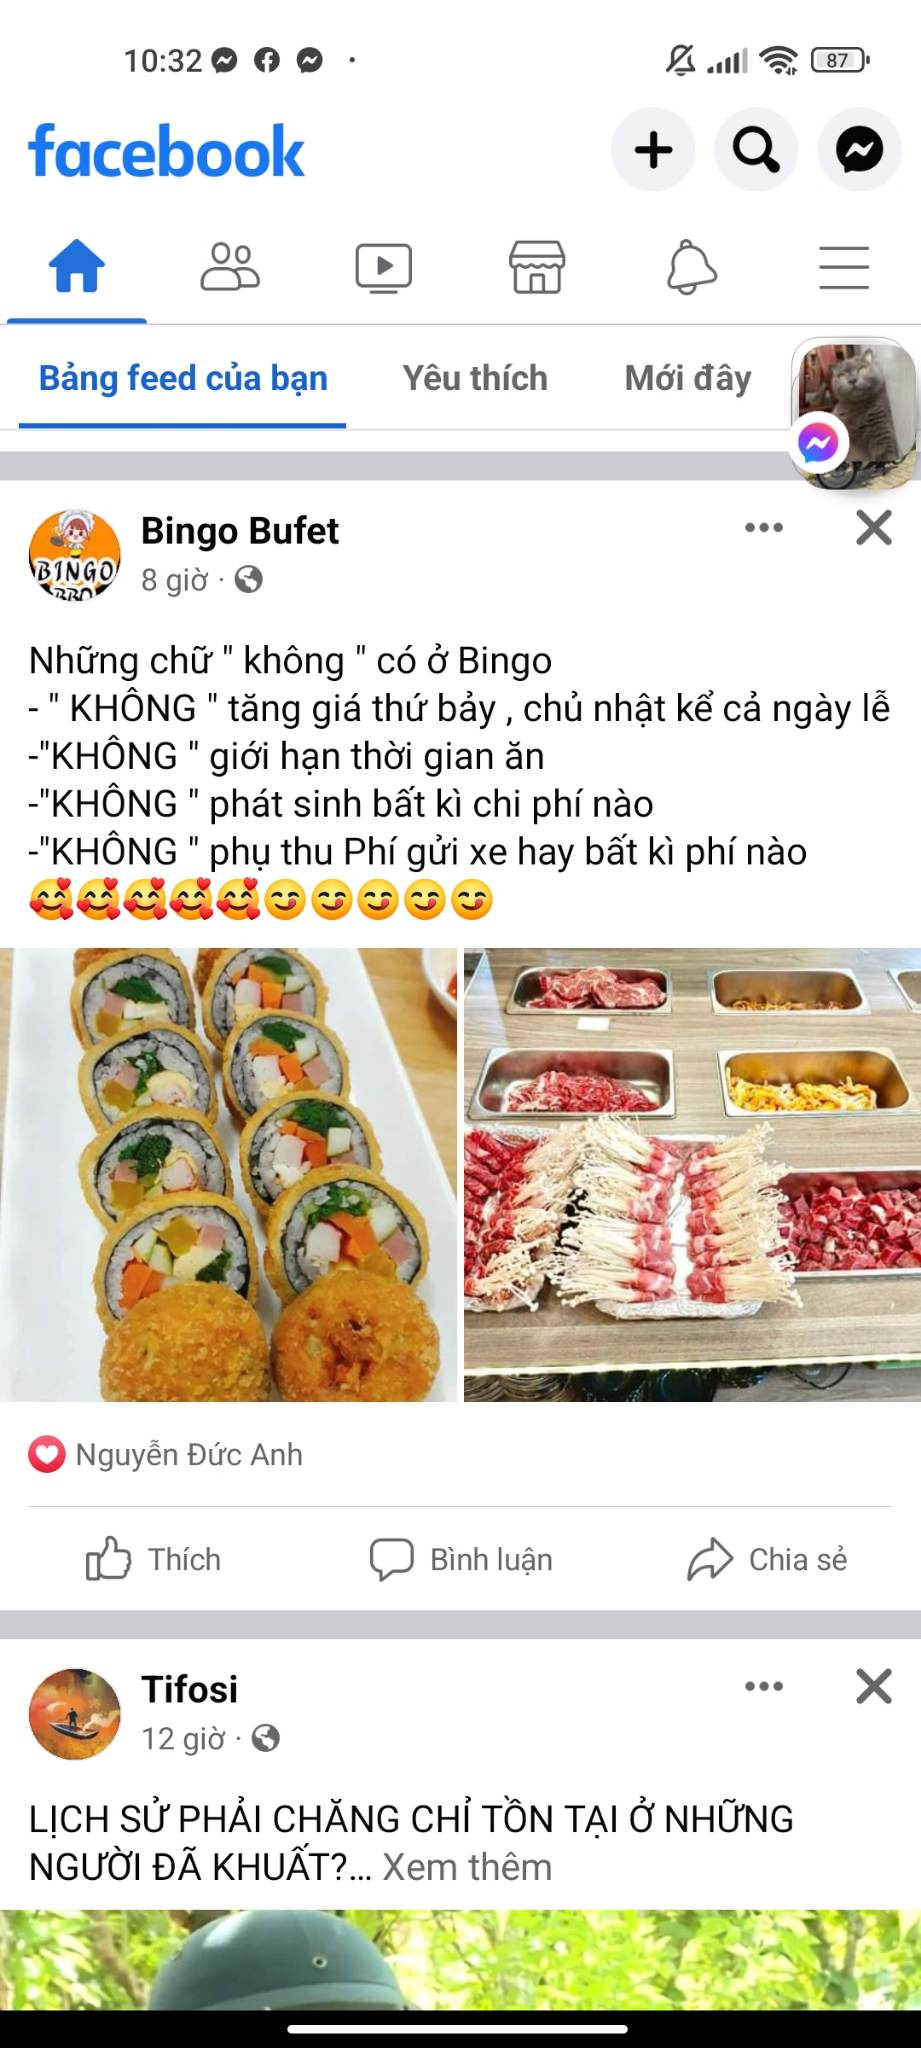 10:32
87
facebook
Bảng feed của bạn
Yêu thích
Mới đây
BINGO
BBQ
Bingo Bufet
8 giờ ·
Những chữ " không " có ở Bingo
- " KHÔNG " tăng giá thứ bảy , chủ nhật kể cả ngày lễ
-"KHÔNG " giới hạn thời gian ăn
-"KHÔNG " phát sinh bất kì chi phí nào
-"KHÔNG " phụ thu Phí gửi xe hay bất kì phí nào
🥰🥰🥰🥰🥰😋😋😋😋😋
Nguyễn Đức Anh
Thích
Bình luận
Chia sẻ
Tifosi
12 giờ ·
LỊCH SỬ PHẢI CHĂNG CHỈ TỒN TẠI Ở NHỮNG
NGƯỜI ĐÃ KHUẤT?... Xem thêm